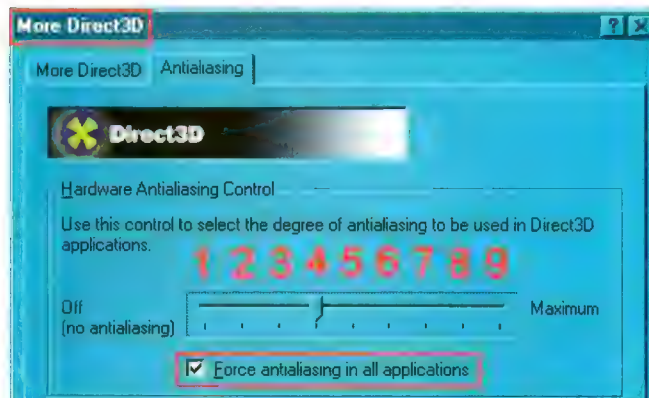 More Direct3D
More Direct3D Antialiasing
Direct3D
Hardware Antialiasing Control
Use this control to select the degree of antialiasing to be used in Direct3D
applications.
1 2 3 4 5 6 7 8 9
Off
(no antialiasing)
Maximum
Force antialiasing in all applications